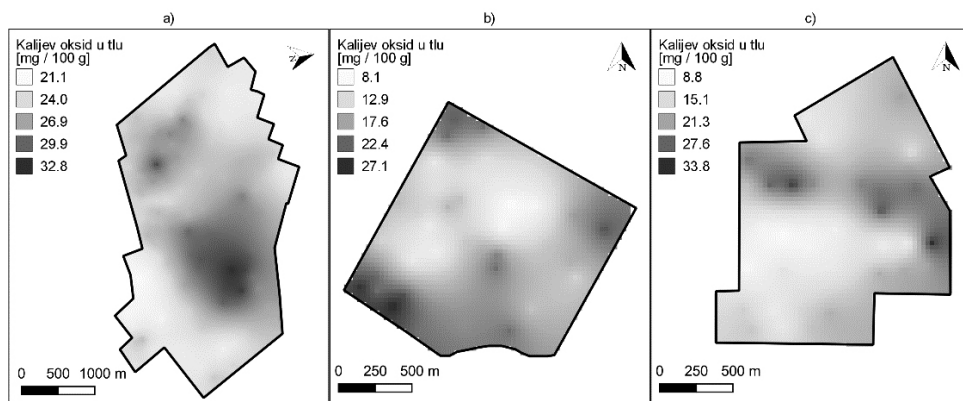 a)
Kalijev oksid u tlu
[mg / 100 g]
21.1
24.0
26.9
29.9
32.8
N
0 500 1000 m
b)
Kalijev oksid u tlu
[mg / 100 g]
8.1
12.9
17.6
22.4
27.1
N
0 250 500 m
c)
Kalijev oksid u tlu
[mg / 100 g]
8.8
15.1
21.3
27.6
33.8
N
0 250 500 m